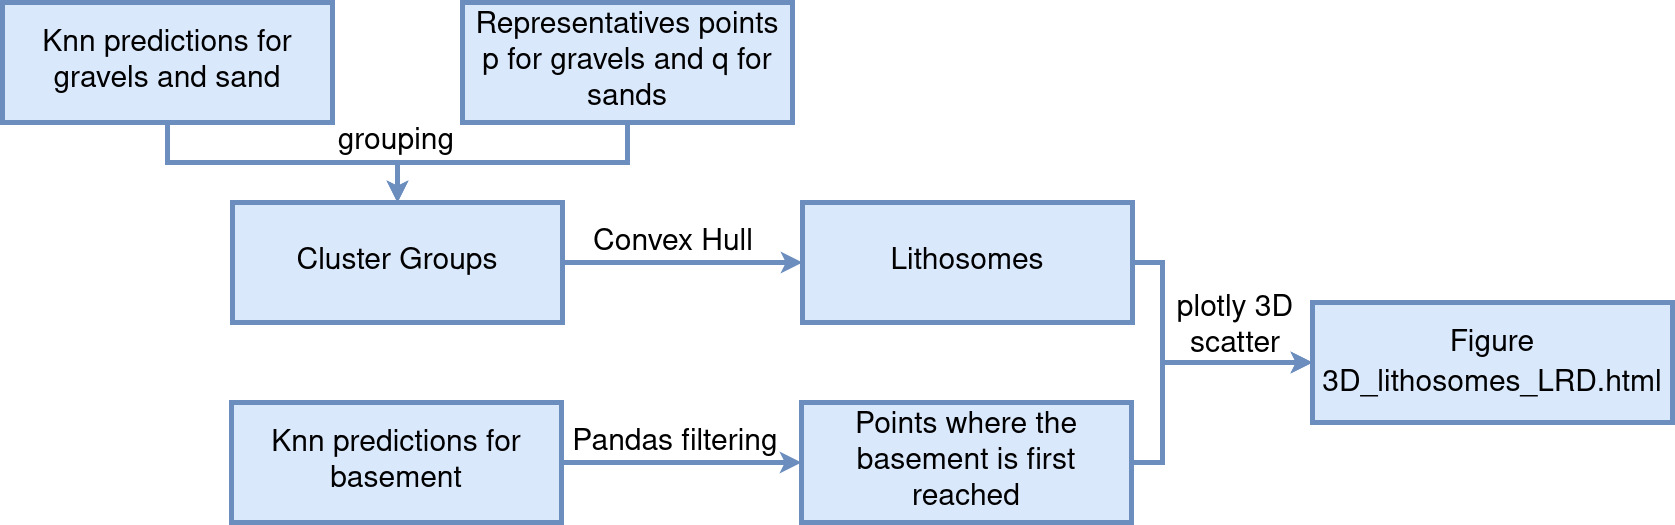 Knn predictions for
gravels and sand
Representatives points
p for gravels and q for
sands
grouping
Cluster Groups
Convex Hull
Lithosomes
plotly 3D
scatter
Figure
3D_lithosomes_LRD.html
Knn predictions for
basement
Pandas filtering
Points where the
basement is first
reached